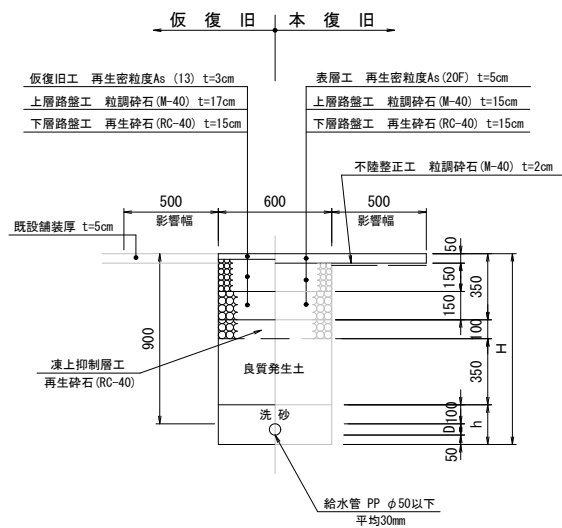 仮 復 旧
本 復 旧
仮復旧工 再生密粒度As (13) t=3cm
上層路盤工 粒調砕石(M-40) t=17cm
下層路盤工 再生砕石(RC-40) t=15cm
表層工 再生密粒度As(20F) t=5cm
上層路盤工 粒調砕石(M-40) t=15cm
下層路盤工 再生砕石(RC-40) t=15cm
不陸整正工 粒調砕石(M-40) t=2cm
500
影響幅
600
500
影響幅
既設舗装厚 t=5cm
50
150
150
350
100
350
H
900
凍上抑制層工
再生砕石(RC-40)
良質発生土
洗 砂
100
D
50
h
給水管 PP φ50以下
平均30mm